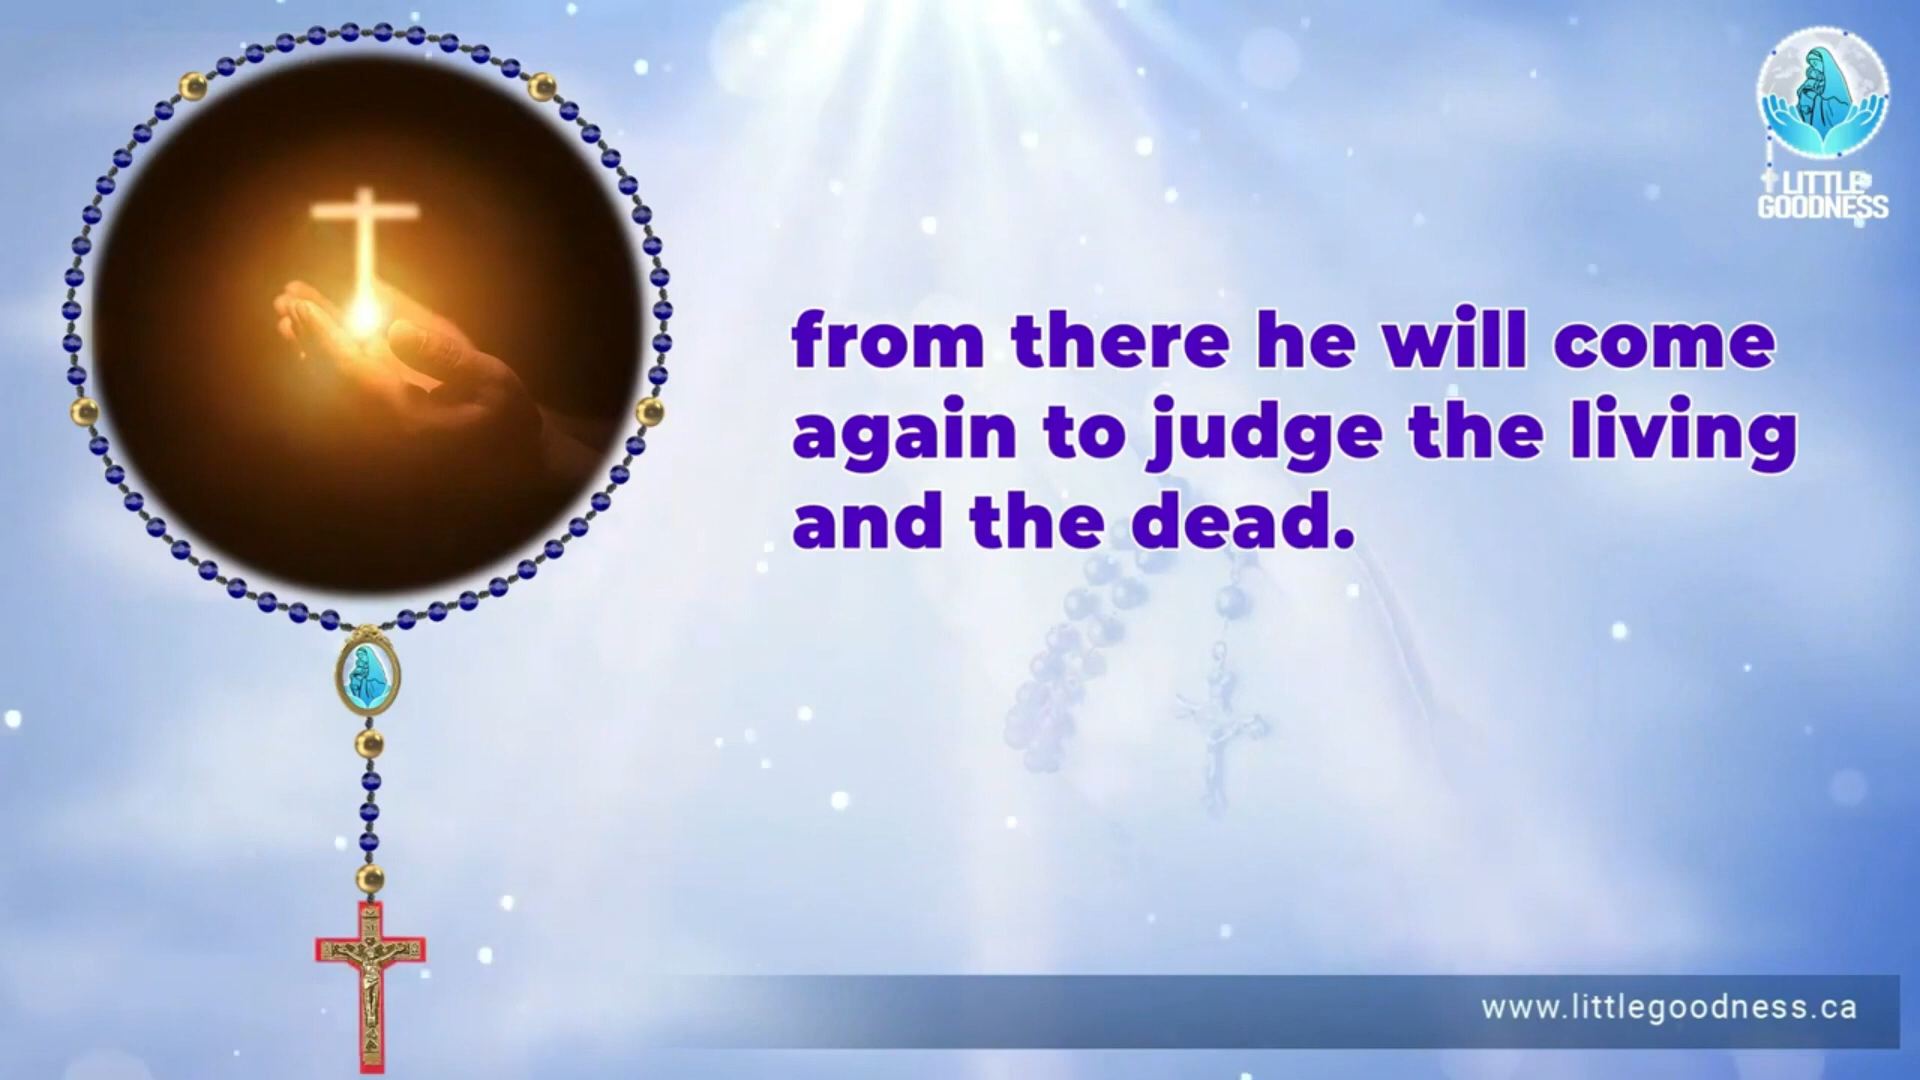 LITTLE
GOODNESS
from there he will come
again to judge the living
and the dead.
www.littlegoodness.ca